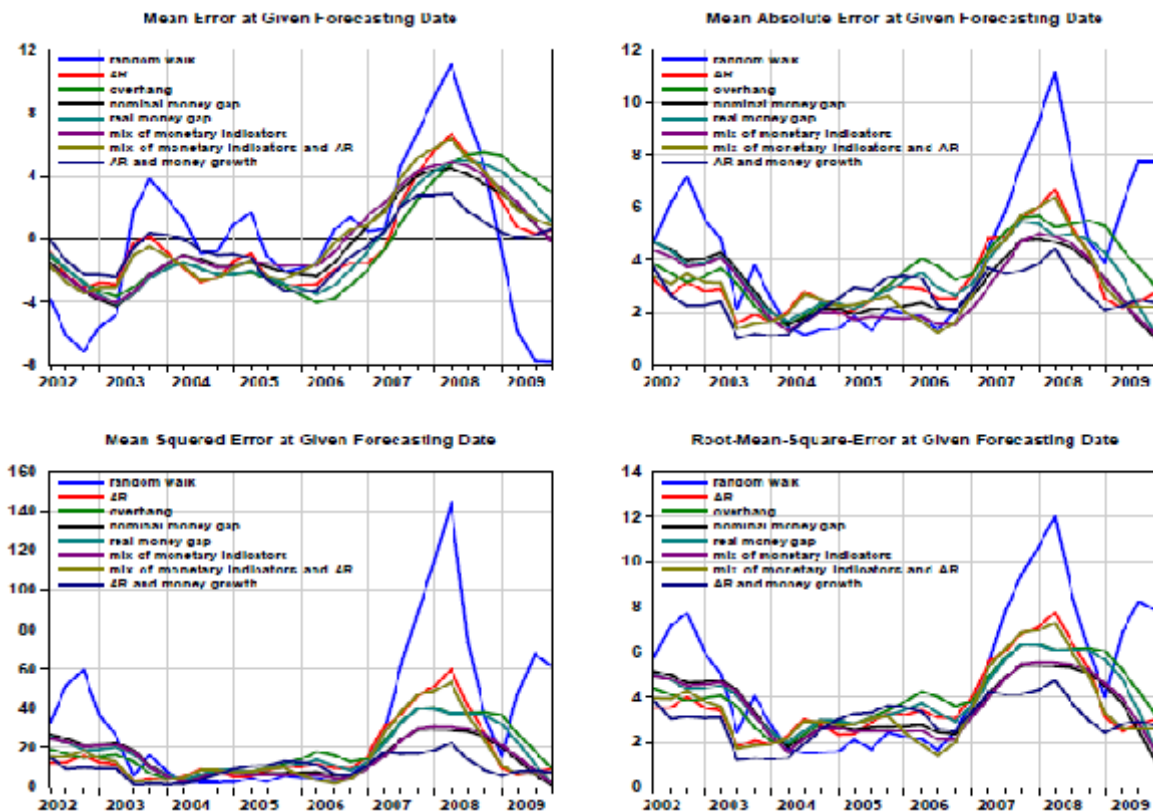 Mean Error at Given Forecasting Date
12
8
4
0
-4
-8
random walk
AR
overhang
nominal money gap
real money gap
mix of monetary indicators
mix of monetary indicators and AR
AR and money growth
2002 2003 2004 2005 2006 2007 2008 2009
Mean Absolute Error at Given Forecasting Date
12
10
8
6
4
2
0
random walk
AR
overhang
nominal money gap
real money gap
mix of monetary indicators
mix of monetary indicators and AR
AR and money growth
2002 2003 2004 2005 2006 2007 2008 2009
Mean Squered Error at Given Forecasting Date
160
140
120
100
80
60
40
20
0
random walk
AR
overhang
nominal money gap
real money gap
mix of monetary indicators
mix of monetary indicators and AR
AR and money growth
2002 2003 2004 2005 2006 2007 2008 2009
Root-Mean-Square-Error at Given Forecasting Date
14
12
10
8
6
4
2
0
random walk
AR
overhang
nominal money gap
real money gap
mix of monetary indicators
mix of monetary indicators and AR
AR and money growth
2002 2003 2004 2005 2006 2007 2008 2009